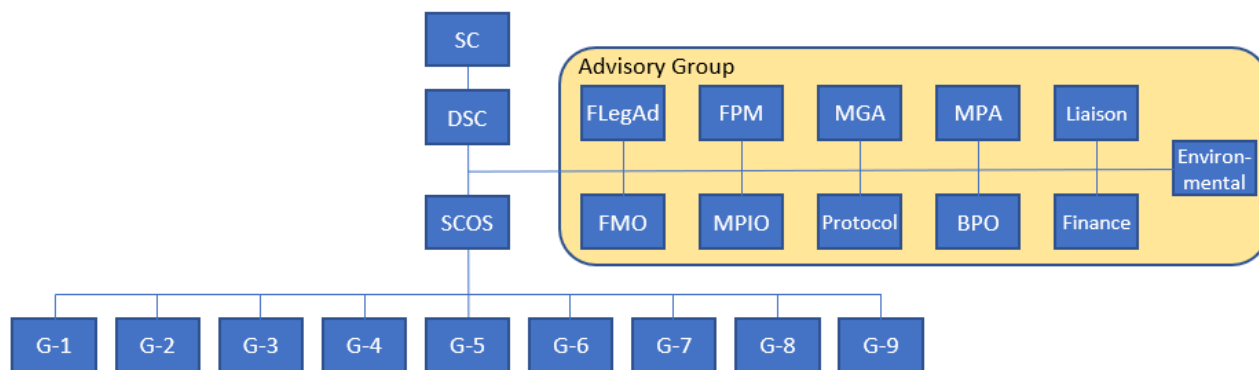 SC
Advisory Group
DSC
FLegAd
FPM
MGA
MPA
Liaison
Environ-
mental
SCOS
FMO
MPIO
Protocol
BPO
Finance
G-1
G-2
G-3
G-4
G-5
G-6
G-7
G-8
G-9